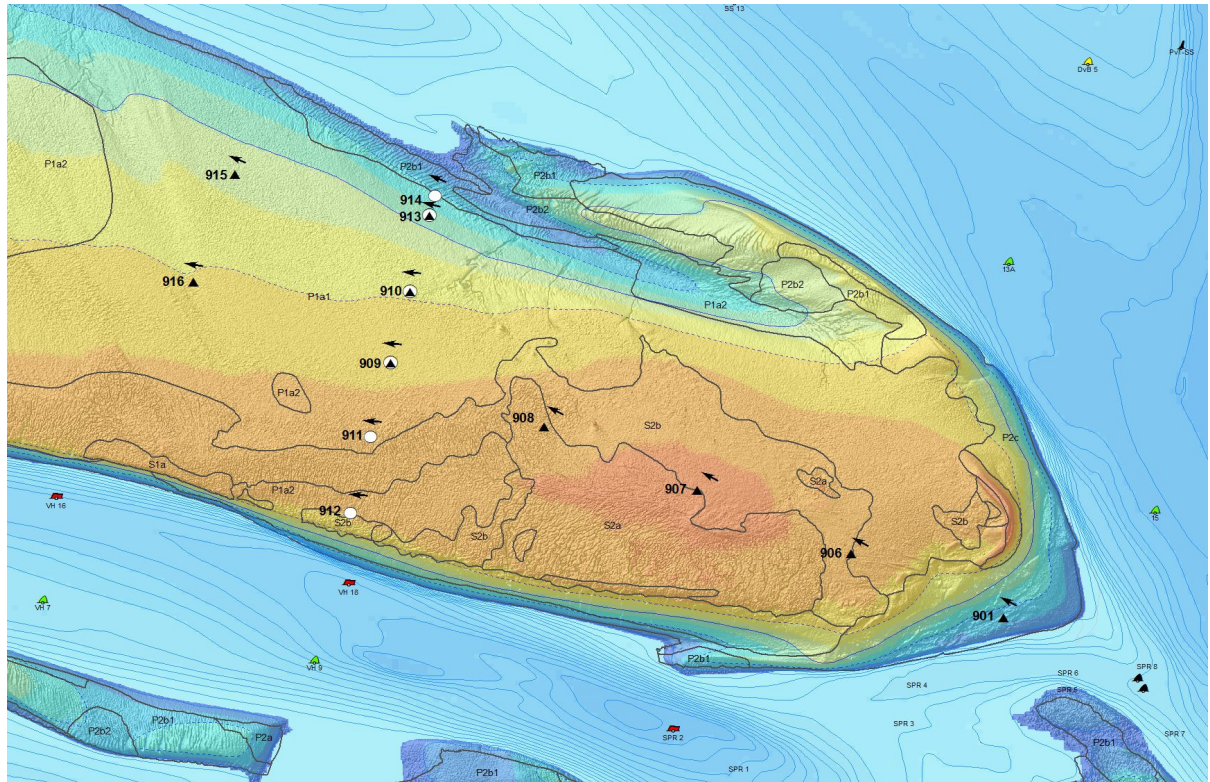 SS 13
PvT-SS
DvB 5
P2b1
P1a2
P2b1
915
914
P2b2
913
13A
916
P1a1
910
P2b2
P2b1
P1a2
909
P1a2
908
S2b
911
P2c
S1a
S2a
907
P1a2
VH 16
912
S2b
S2b
S2a
S2b
15
906
VH 18
VH 7
901
P2b1
VH 9
SPR 8
SPR 6
SPR 4
SPR 5
P2b1
P2b2
P2a
SPR 3
SPR 7
SPR 2
P2b1
P2b1
SPR 1